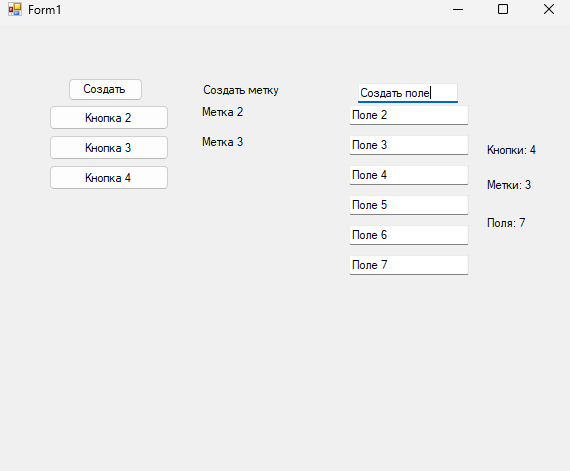 Form1
Создать
Кнопка 2
Кнопка 3
Кнопка 4
Создать метку
Метка 2
Метка 3
Создать поле
Поле 2
Поле 3
Поле 4
Поле 5
Поле 6
Поле 7
Кнопки: 4
Метки: 3
Поля: 7